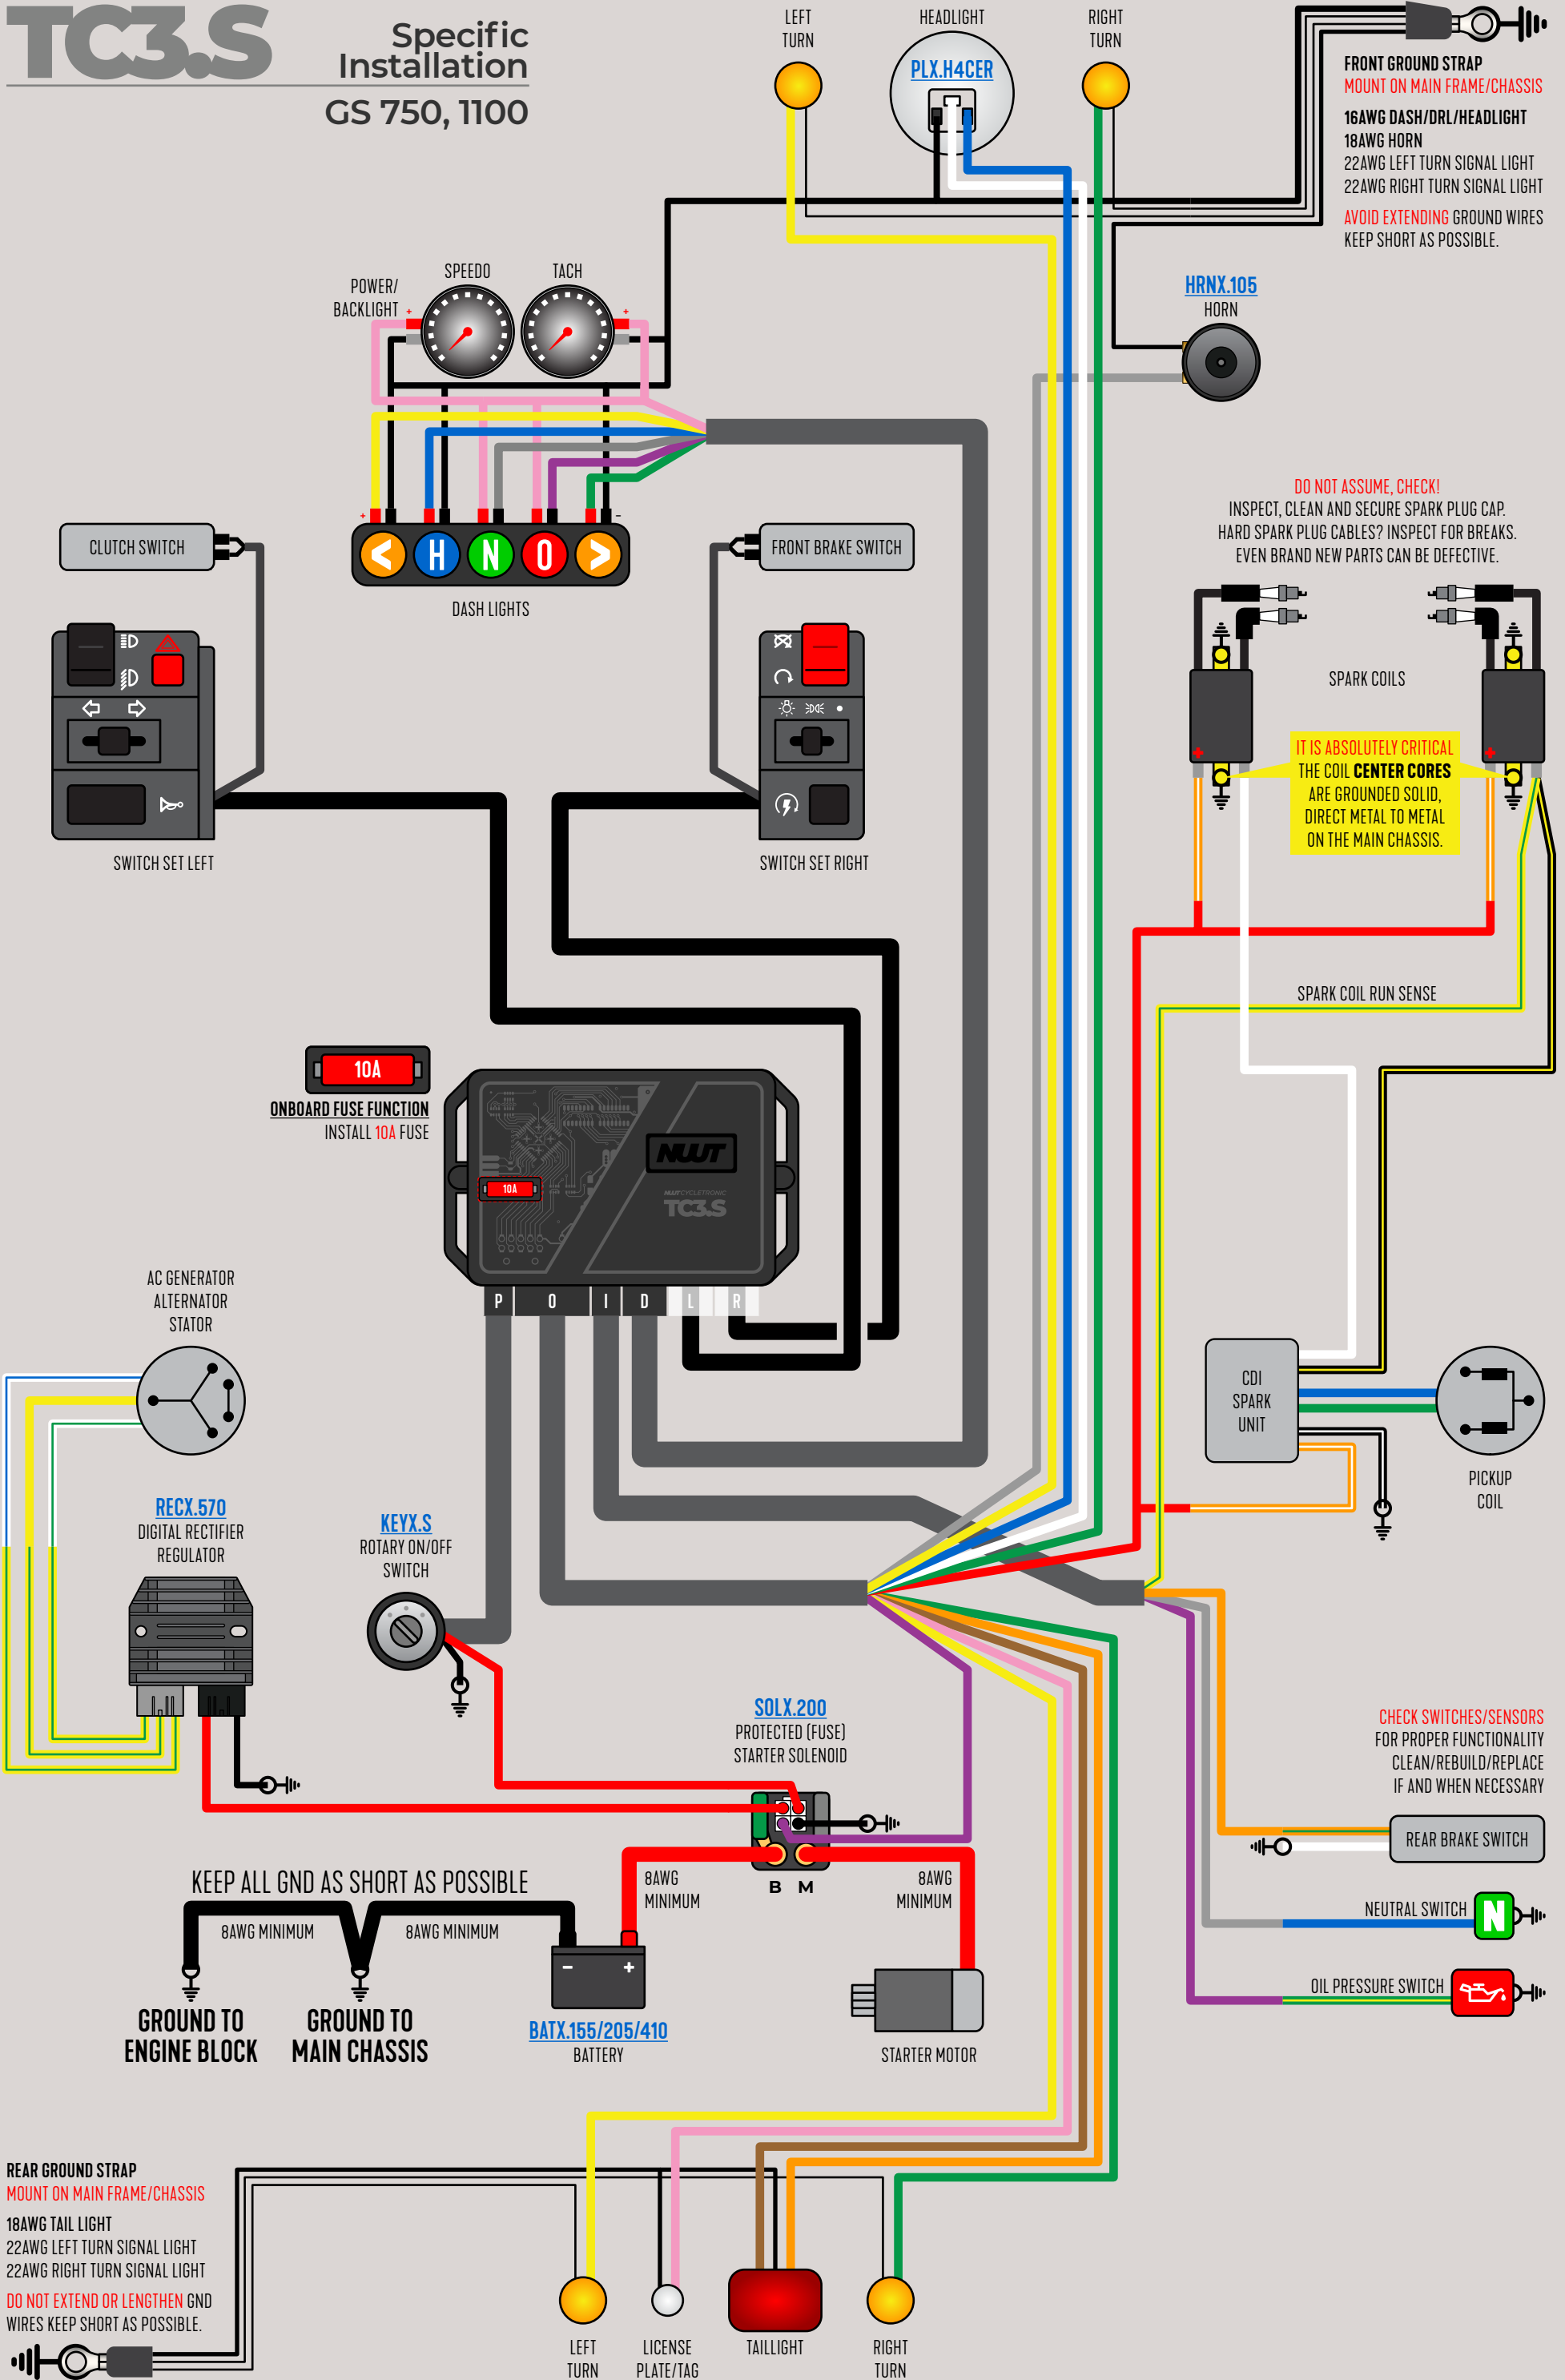 TC3.S
Specific
Installation
GS 750, 1100
LEFT
TURN
HEADLIGHT
PLX.H4CER
RIGHT
TURN
FRONT GROUND STRAP
MOUNT ON MAIN FRAME/CHASSIS
16AWG DASH/DRL/HEADLIGHT
18AWG HORN
22AWG LEFT TURN SIGNAL LIGHT
22AWG RIGHT TURN SIGNAL LIGHT
AVOID EXTENDING GROUND WIRES
KEEP SHORT AS POSSIBLE.
POWER/
BACKLIGHT
SPEEDO
TACH
+
+
HRNX.105
HORN
+
-
< H N O >
DASH LIGHTS
CLUTCH SWITCH
FRONT BRAKE SWITCH
DO NOT ASSUME, CHECK!
INSPECT, CLEAN AND SECURE SPARK PLUG CAP.
HARD SPARK PLUG CABLES? INSPECT FOR BREAKS.
EVEN BRAND NEW PARTS CAN BE DEFECTIVE.
SPARK COILS
+
+
IT IS ABSOLUTELY CRITICAL
THE COIL CENTER CORES
ARE GROUNDED SOLID,
DIRECT METAL TO METAL
ON THE MAIN CHASSIS.
SWITCH SET LEFT
SWITCH SET RIGHT
SPARK COIL RUN SENSE
10A
ONBOARD FUSE FUNCTION
INSTALL 10A FUSE
NWT
10A
NWT CYCLETRONIC
TC3.S
P O I D L R
AC GENERATOR
ALTERNATOR
STATOR
CDI
SPARK
UNIT
PICKUP
COIL
RECX.570
DIGITAL RECTIFIER
REGULATOR
KEYX.S
ROTARY ON/OFF
SWITCH
SOLX.200
PROTECTED (FUSE)
STARTER SOLENOID
B M
CHECK SWITCHES/SENSORS
FOR PROPER FUNCTIONALITY
CLEAN/REBUILD/REPLACE
IF AND WHEN NECESSARY
REAR BRAKE SWITCH
NEUTRAL SWITCH
N
OIL PRESSURE SWITCH
KEEP ALL GND AS SHORT AS POSSIBLE
8AWG MINIMUM
8AWG MINIMUM
8AWG
MINIMUM
8AWG
MINIMUM
- +
GROUND TO
ENGINE BLOCK
GROUND TO
MAIN CHASSIS
BATX.155/205/410
BATTERY
STARTER MOTOR
REAR GROUND STRAP
MOUNT ON MAIN FRAME/CHASSIS
18AWG TAIL LIGHT
22AWG LEFT TURN SIGNAL LIGHT
22AWG RIGHT TURN SIGNAL LIGHT
DO NOT EXTEND OR LENGTHEN GND
WIRES KEEP SHORT AS POSSIBLE.
LEFT
TURN
LICENSE
PLATE/TAG
TAILLIGHT
RIGHT
TURN